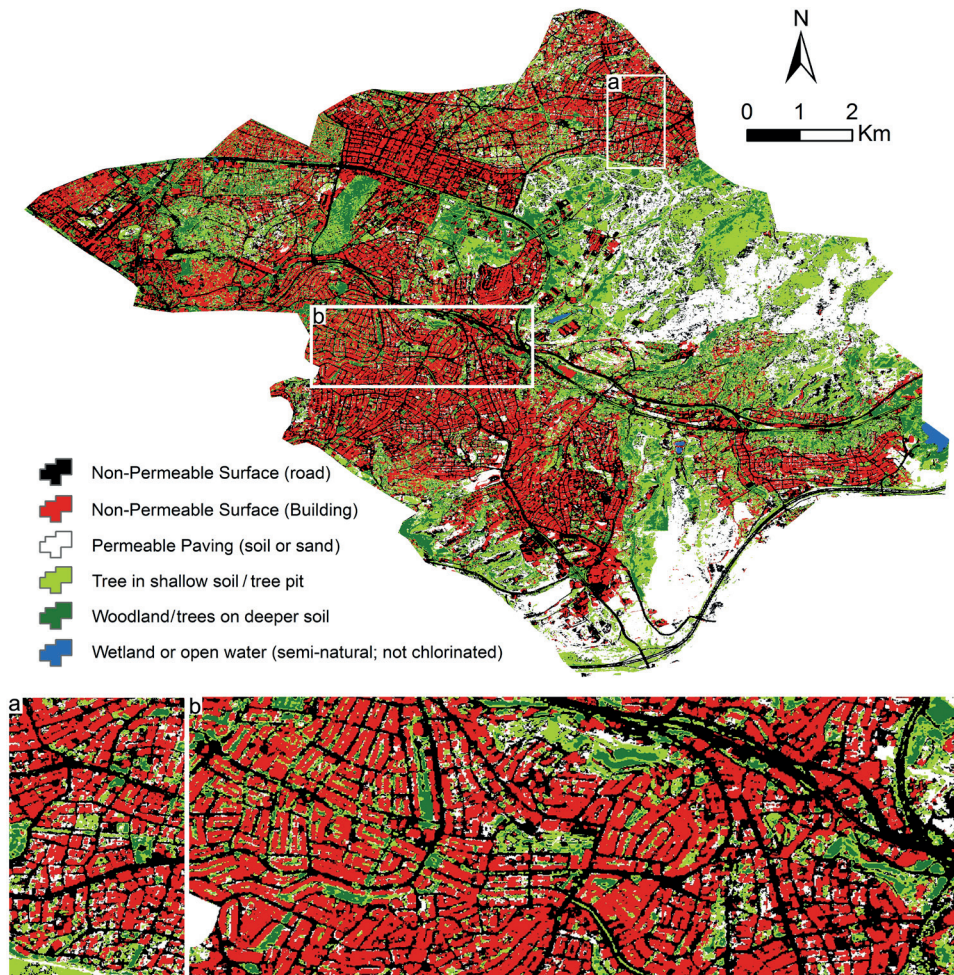 N
a
0 1 2
Km
b
Non-Permeable Surface (road)
Non-Permeable Surface (Building)
Permeable Paving (soil or sand)
Tree in shallow soil / tree pit
Woodland/trees on deeper soil
Wetland or open water (semi-natural; not chlorinated)
a
b